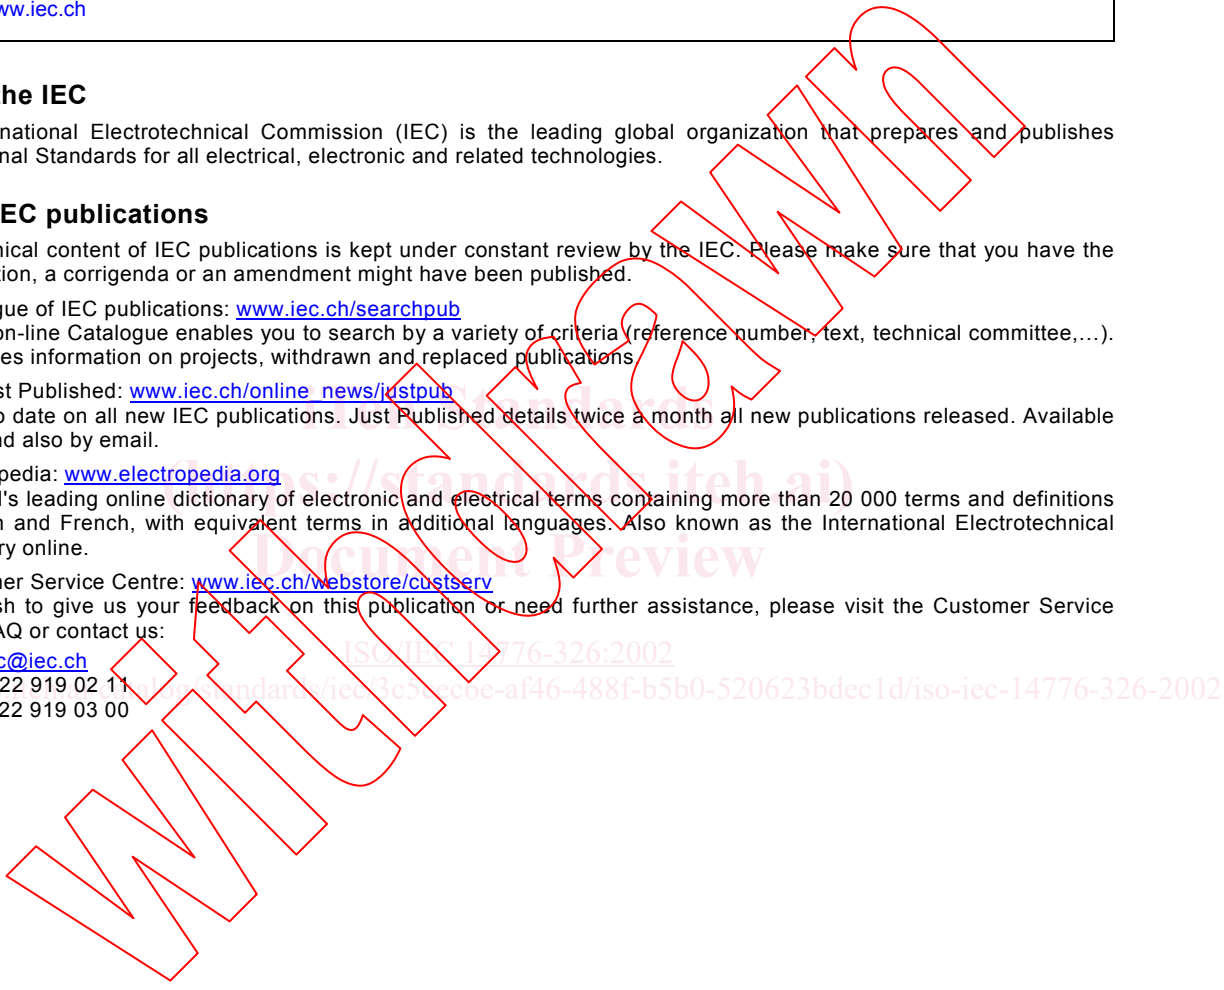 ww.iec.ch
the IEC
national Electrotechnical Commission (IEC) is the leading global organization that prepares and publishes
nal Standards for all electrical, electronic and related technologies.
IEC publications
nical content of IEC publications is kept under constant review by the IEC. Please make sure that you have the
tion, a corrigenda or an amendment might have been published.
gue of IEC publications: www.iec.ch/searchpub
on-line Catalogue enables you to search by a variety of criteria (reference number, text, technical committee,…).
es information on projects, withdrawn and replaced publications.
st Published: www.iec.ch/online_news/justpub
o date on all new IEC publications. Just Published details twice a month all new publications released. Available
nd also by email.
pedia: www.electropedia.org
l's leading online dictionary of electronic and electrical terms containing more than 20 000 terms and definitions
h and French, with equivalent terms in additional languages. Also known as the International Electrotechnical
ry online.
mer Service Centre: www.iec.ch/webstore/custserv
sh to give us your feedback on this publication or need further assistance, please visit the Customer Service
AQ or contact us:
c@iec.ch
22 919 02 11
22 919 03 00
withdrawn
iTeh Standards
(https://standards.iteh.ai)
Document Preview
ISO/IEC 14776-326:2002
catalog/standards/iec/3c5eec6e-af46-488f-b5b0-520623bdec1d/iso-iec-14776-326-2002